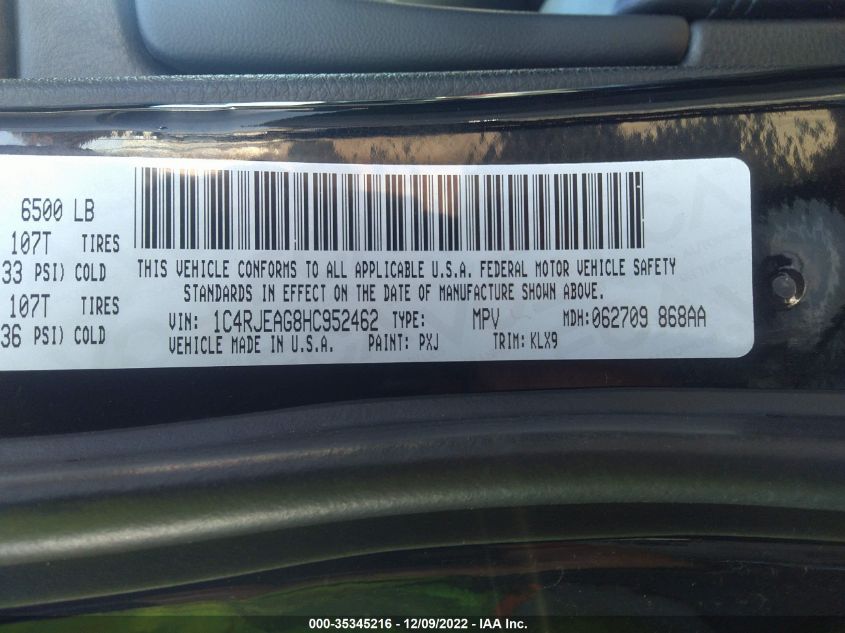 6500 LB
107T TIRES
33 PSI) COLD
107T TIRES
36 PSI) COLD
THIS VEHICLE CONFORMS TO ALL APPLICABLE U.S.A. FEDERAL MOTOR VEHICLE SAFETY
STANDARDS IN EFFECT ON THE DATE OF MANUFACTURE SHOWN ABOVE.
VIN: 1C4RJEAG8HC952462 TYPE: MPV MDH:062709 868AA
VEHICLE MADE IN U.S.A. PAINT: PXJ TRIM: KLX9
000-35345216 - 12/09/2022 - IAA Inc.